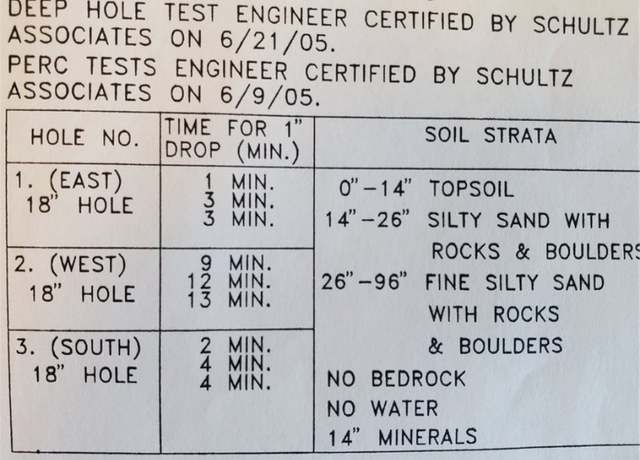 DEEP HOLE TEST ENGINEER CERTIFIED BY SCHULTZ
ASSOCIATES ON 6/21/05.
PERC TESTS ENGINEER CERTIFIED BY SCHULTZ
ASSOCIATES ON 6/9/05.
HOLE NO.
TIME FOR 1"
DROP (MIN.)
SOIL STRATA
1. (EAST)
18" HOLE
1 MIN.
3 MIN.
3 MIN.
2. (WEST)
18" HOLE
9 MIN.
12 MIN.
13 MIN.
3. (SOUTH)
18" HOLE
2 MIN.
4 MIN.
4 MIN.
0"-14" TOPSOIL
14"-26" SILTY SAND WITH
ROCKS & BOULDERS
26"-96" FINE SILTY SAND
WITH ROCKS
& BOULDERS
NO BEDROCK
NO WATER
14" MINERALS